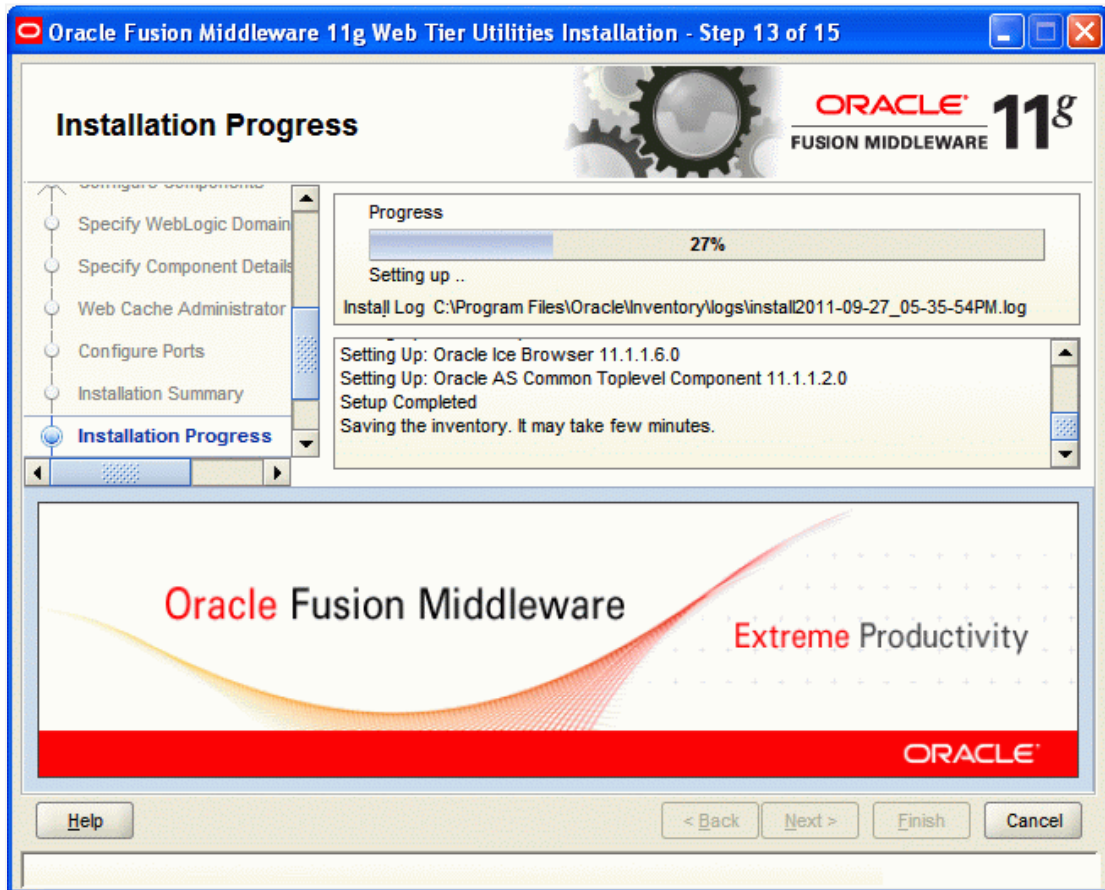 Oracle Fusion Middleware 11g Web Tier Utilities Installation - Step 13 of 15
Installation Progress
ORACLE
FUSION MIDDLEWARE
11g
Configure Components
Specify WebLogic Domain
Specify Component Details
Web Cache Administrator
Configure Ports
Installation Summary
Installation Progress
Progress
27%
Setting up ..
Install Log C:\Program Files\Oracle\Inventory\logs\install2011-09-27_05-35-54PM.log
Setting Up: Oracle Ice Browser 11.1.1.6.0
Setting Up: Oracle AS Common Toplevel Component 11.1.1.2.0
Setup Completed
Saving the inventory. It may take few minutes.
Oracle Fusion Middleware
Extreme Productivity
ORACLE
Help
< Back
Next >
Finish
Cancel